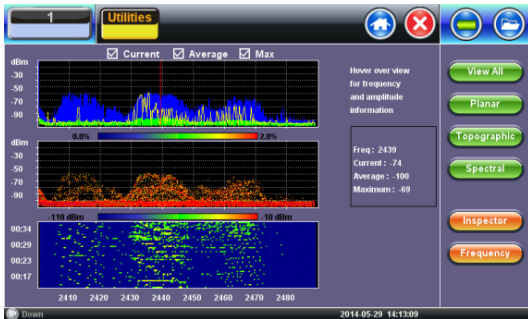 1
Utilities
Current Average Max
dBm
-30
-50
-70
-90
0.0% 2.0%
dBm
-30
-50
-70
-90
-110 dBm -10 dBm
00:34
00:29
00:23
00:17
2410 2420 2430 2440 2450 2460 2470 2480
Hover over view
for frequency
and amplitude
information
Freq : 2439
Current : -74
Average : -100
Maximum : -69
View All
Planar
Topographic
Spectral
Inspector
Frequency
IP Down 2014-05-29 14:13:09